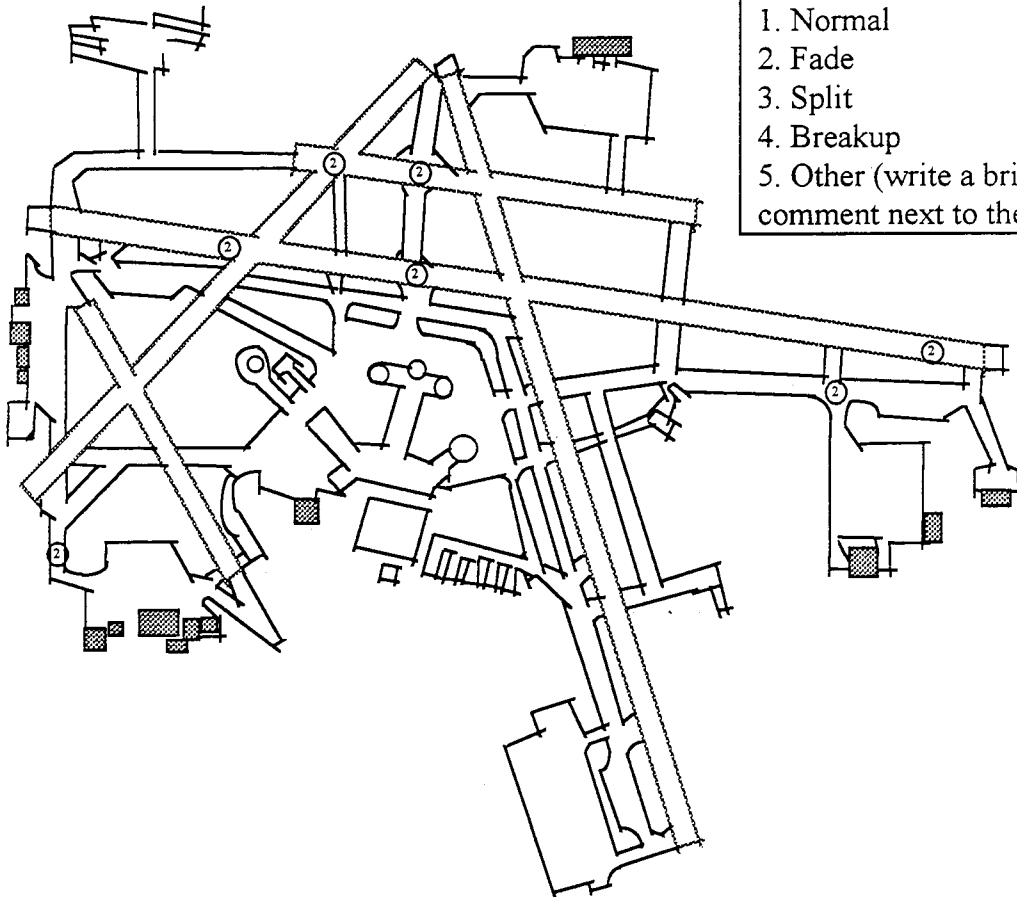 1. Normal
2. Fade
3. Split
4. Breakup
5. Other (write a bri
comment next to the
2
2
2
2
2
2
2